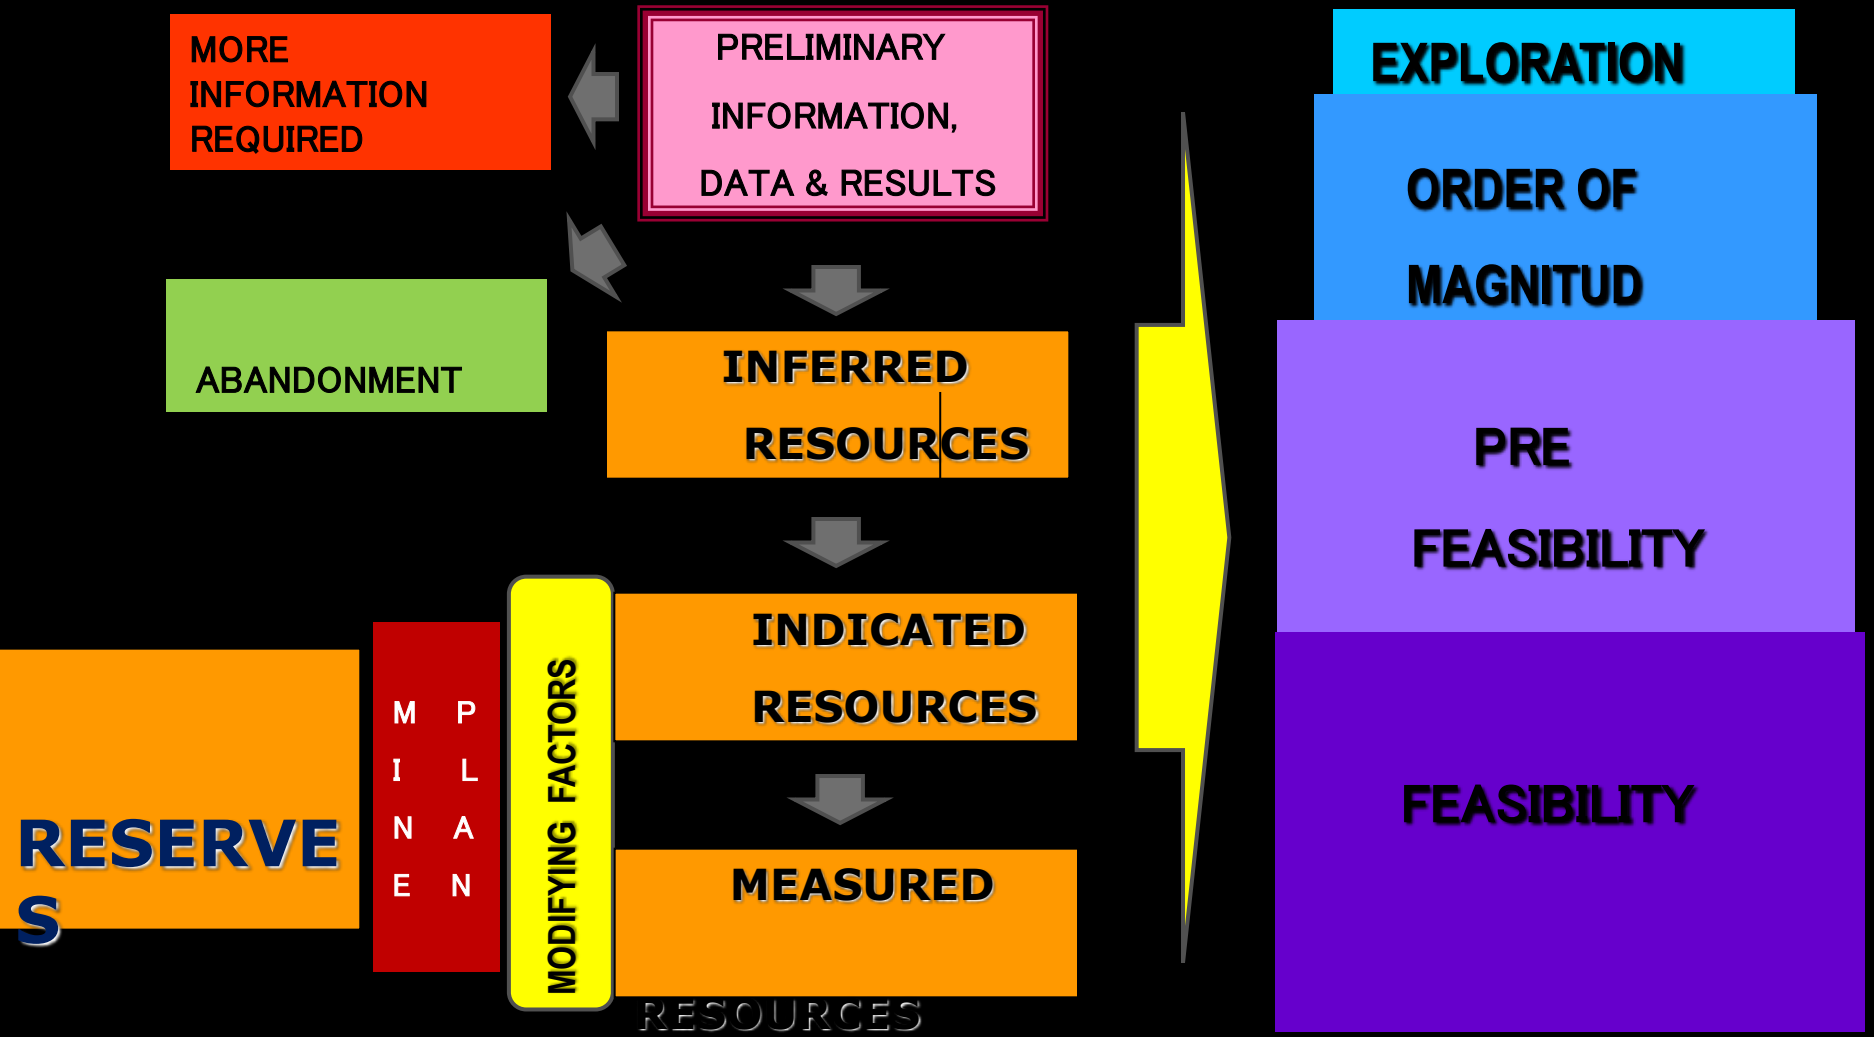 MORE
INFORMATION
REQUIRED
PRELIMINARY
INFORMATION,
DATA & RESULTS
ABANDONMENT
INFERRED
RESOURCES
INDICATED
RESOURCES
MEASURED
RESOURCES
MODIFYING FACTORS
M P
I L
N A
E N
RESERVE
S
EXPLORATION
ORDER OF
MAGNITUD
PRE
FEASIBILITY
FEASIBILITY